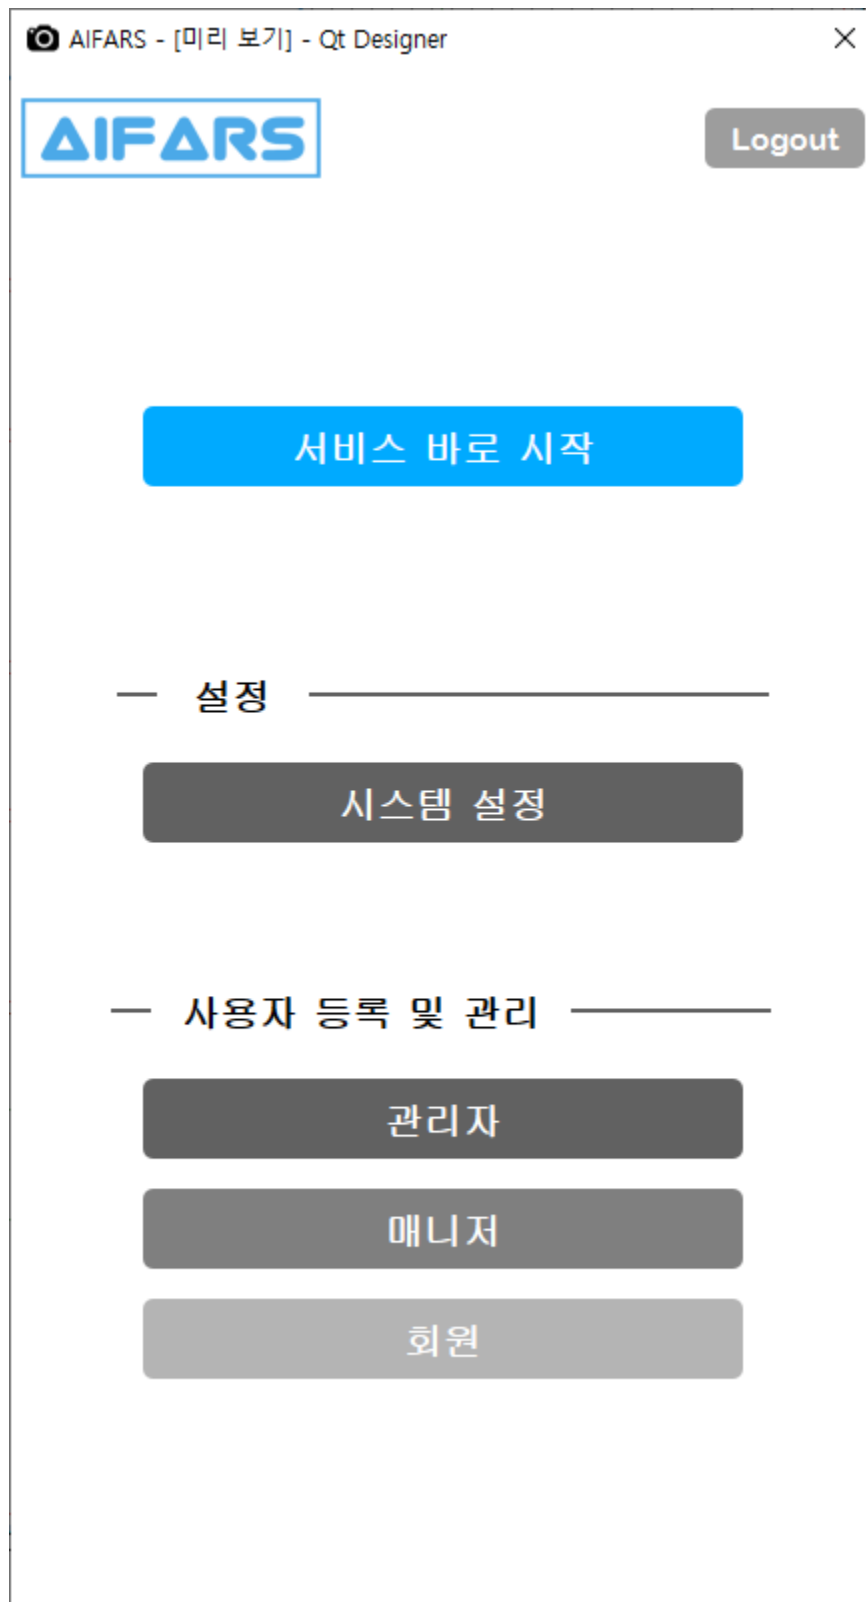 AIFARS - [미리 보기] - Qt Designer
AIFARS
Logout
서비스 바로 시작
설정
시스템 설정
사용자 등록 및 관리
관리자
매니저
회원